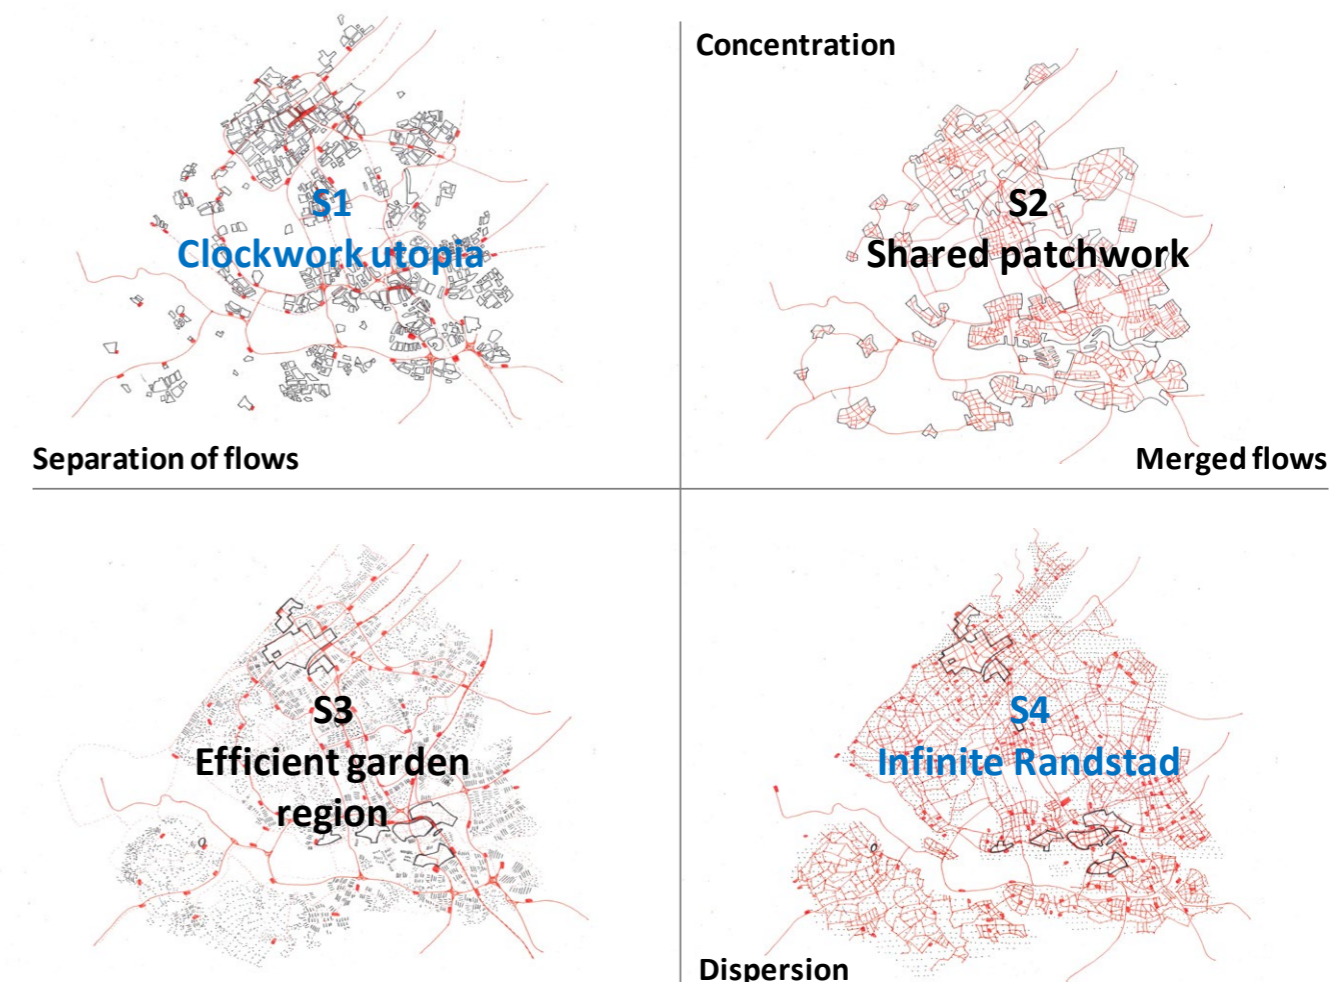 Concentration
S1
Clockwork utopia
S2
Shared patchwork
Separation of flows
Merged flows
S3
Efficient garden
region
S4
Infinite Randstad
Dispersion